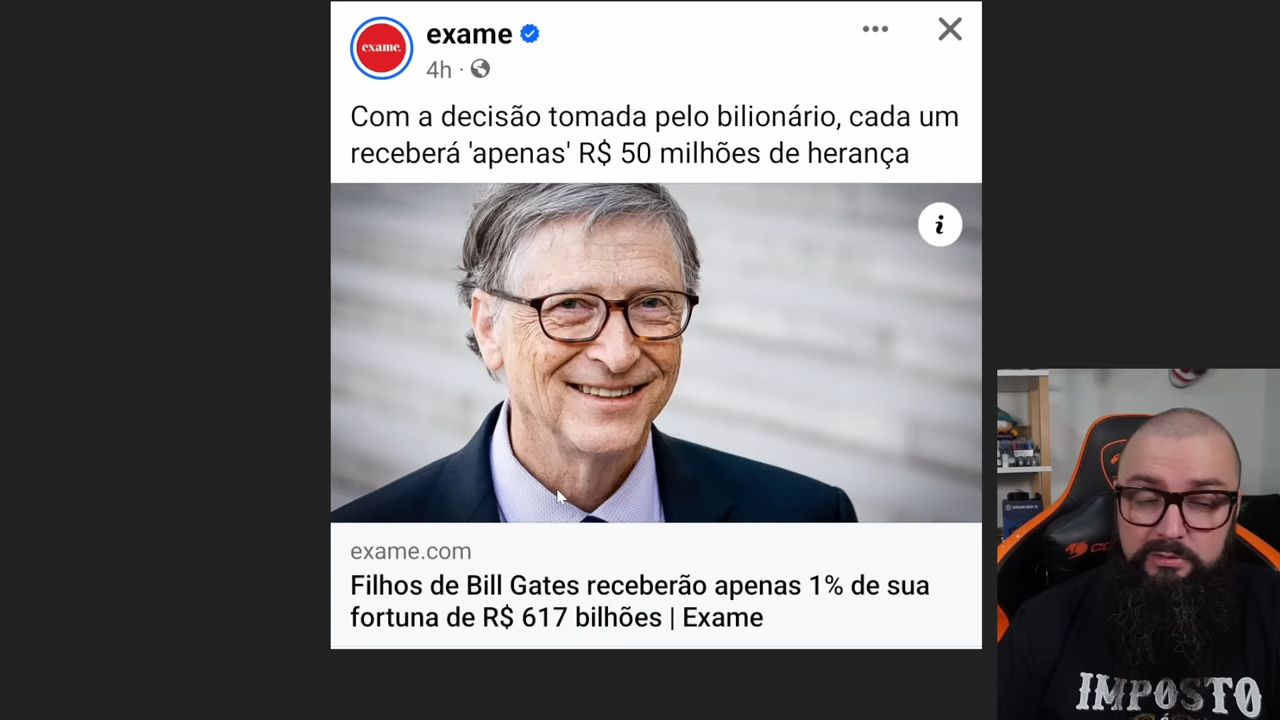 exame
exame.
4h ·
Com a decisão tomada pelo bilionário, cada um
receberá 'apenas' R$ 50 milhões de herança
i
exame.com
Filhos de Bill Gates receberão apenas 1% de sua
fortuna de R$ 617 bilhões | Exame
IMPOSTO
É